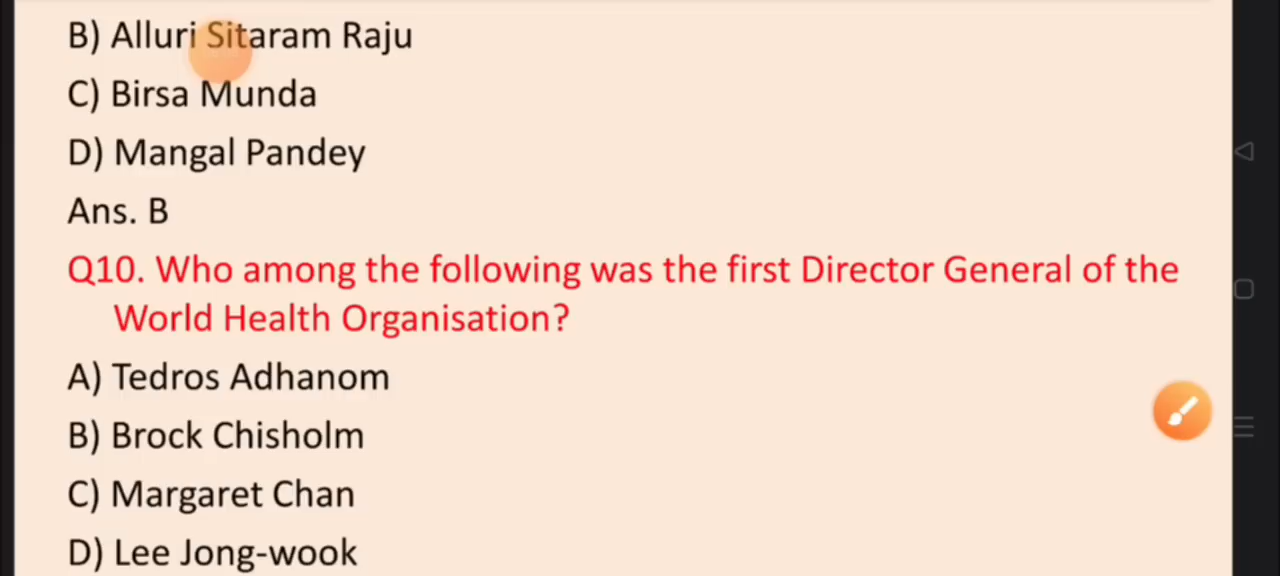 B) Alluri Sitaram Raju
C) Birsa Munda
D) Mangal Pandey
Ans. B
Q10. Who among the following was the first Director General of the
World Health Organisation?
A) Tedros Adhanom
B) Brock Chisholm
C) Margaret Chan
D) Lee Jong-wook